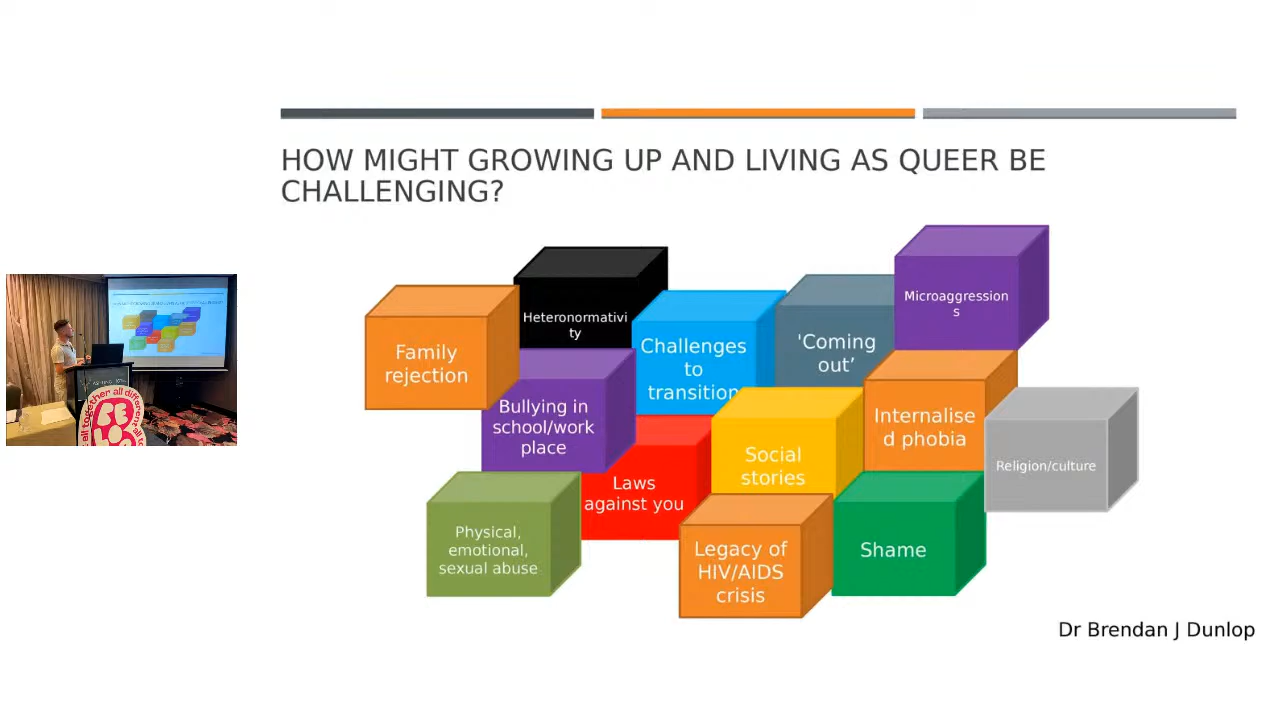 HOW MIGHT GROWING UP AND LIVING AS QUEER BE
CHALLENGING?
Family
rejection
Heteronormativi
ty
Challenges
to
transition
'Coming
out’
Microaggression
s
Bullying in
school/work
place
Laws
against you
Social
stories
Internalise
d phobia
Religion/culture
Physical,
emotional,
sexual abuse
Legacy of
HIV/AIDS
crisis
Shame
Dr Brendan J Dunlop